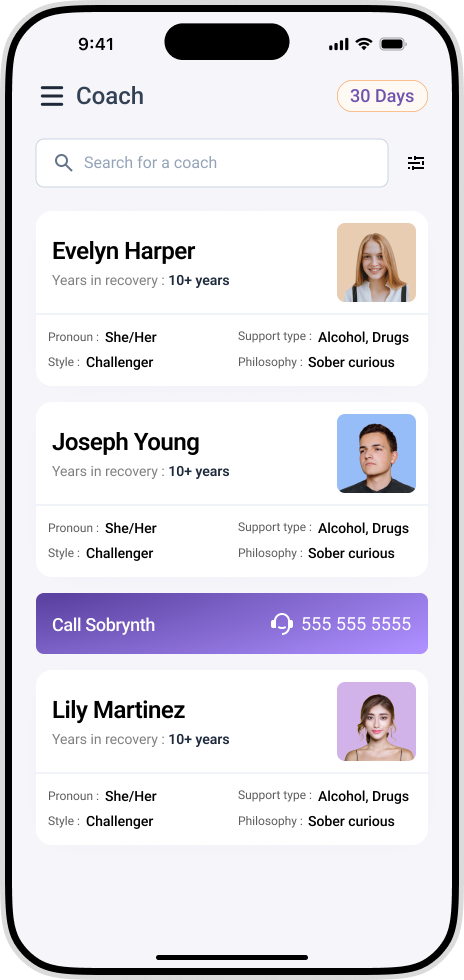 9:41
Coach
30 Days
Search for a coach
Evelyn Harper
Years in recovery : 10+ years
Pronoun : She/Her Support type : Alcohol, Drugs
Style : Challenger Philosophy : Sober curious
Joseph Young
Years in recovery : 10+ years
Pronoun : She/Her Support type : Alcohol, Drugs
Style : Challenger Philosophy : Sober curious
Call Sobrynth 555 555 5555
Lily Martinez
Years in recovery : 10+ years
Pronoun : She/Her Support type : Alcohol, Drugs
Style : Challenger Philosophy : Sober curious